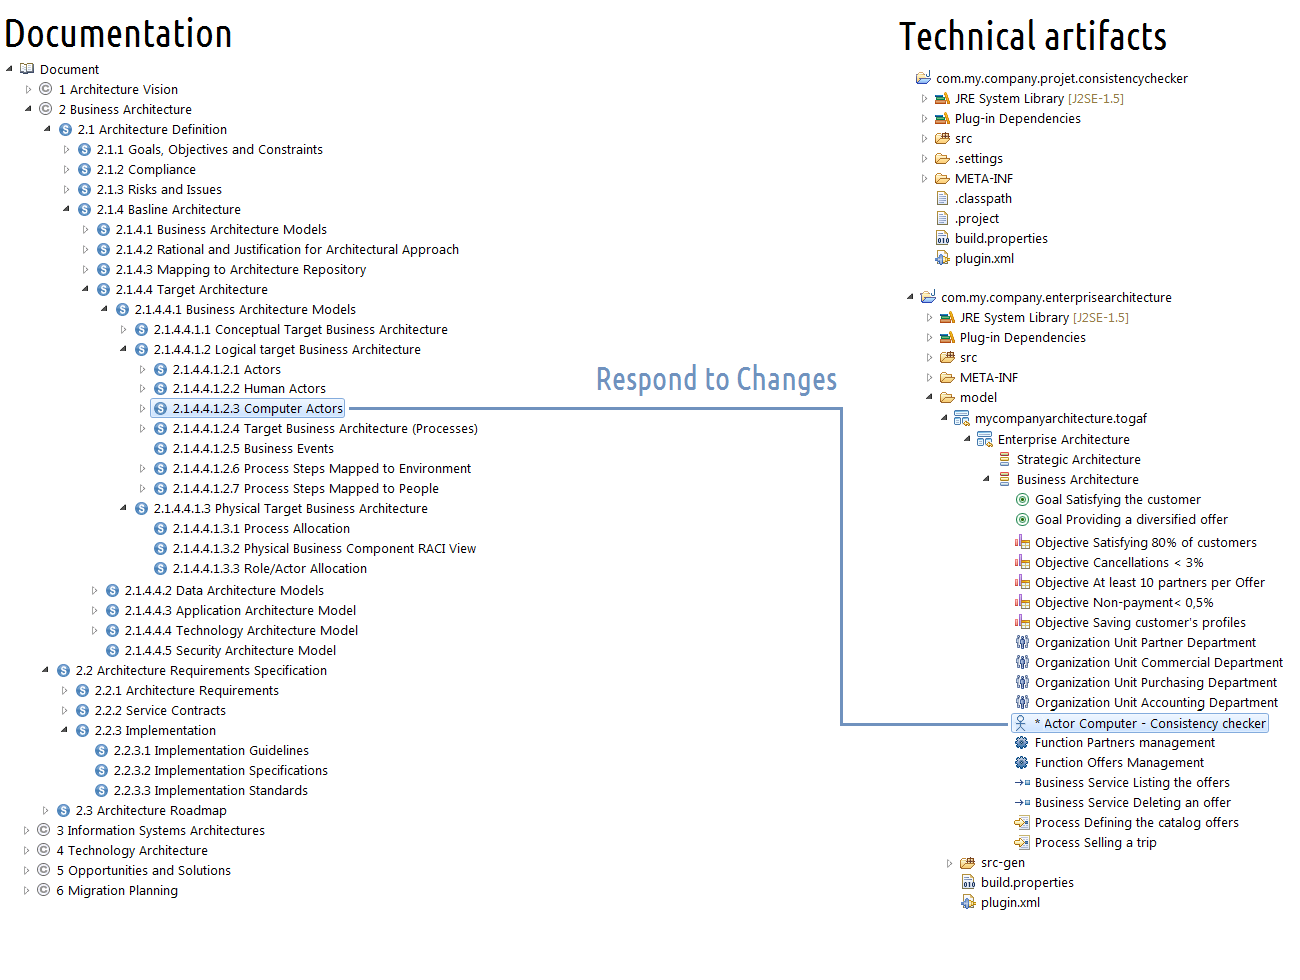 Documentation
Document
1 Architecture Vision
2 Business Architecture
2.1 Architecture Definition
2.1.1 Goals, Objectives and Constraints
2.1.2 Compliance
2.1.3 Risks and Issues
2.1.4 Basline Architecture
2.1.4.1 Business Architecture Models
2.1.4.2 Rational and Justification for Architectural Approach
2.1.4.3 Mapping to Architecture Repository
2.1.4.4 Target Architecture
2.1.4.4.1 Business Architecture Models
2.1.4.4.1.1 Conceptual Target Business Architecture
2.1.4.4.1.2 Logical target Business Architecture
2.1.4.4.1.2.1 Actors
2.1.4.4.1.2.2 Human Actors
2.1.4.4.1.2.3 Computer Actors
2.1.4.4.1.2.4 Target Business Architecture (Processes)
2.1.4.4.1.2.5 Business Events
2.1.4.4.1.2.6 Process Steps Mapped to Environment
2.1.4.4.1.2.7 Process Steps Mapped to People
2.1.4.4.1.3 Physical Target Business Architecture
2.1.4.4.1.3.1 Process Allocation
2.1.4.4.1.3.2 Physical Business Component RACI View
2.1.4.4.1.3.3 Role/Actor Allocation
2.1.4.4.2 Data Architecture Models
2.1.4.4.3 Application Architecture Model
2.1.4.4.4 Technology Architecture Model
2.1.4.4.5 Security Architecture Model
2.2 Architecture Requirements Specification
2.2.1 Architecture Requirements
2.2.2 Service Contracts
2.2.3 Implementation
2.2.3.1 Implementation Guidelines
2.2.3.2 Implementation Specifications
2.2.3.3 Implementation Standards
2.3 Architecture Roadmap
3 Information Systems Architectures
4 Technology Architecture
5 Opportunities and Solutions
6 Migration Planning
Respond to Changes
Technical artifacts
com.my.company.projet.consistencychecker
JRE System Library [J2SE-1.5]
Plug-in Dependencies
src
.settings
META-INF
.classpath
.project
build.properties
plugin.xml
com.my.company.enterprisearchitecture
JRE System Library [J2SE-1.5]
Plug-in Dependencies
src
META-INF
model
mycompanyarchitecture.togaf
Enterprise Architecture
Strategic Architecture
Business Architecture
Goal Satisfying the customer
Goal Providing a diversified offer
Objective Satisfying 80% of customers
Objective Cancellations < 3%
Objective At least 10 partners per Offer
Objective Non-payment< 0,5%
Objective Saving customer's profiles
Organization Unit Partner Department
Organization Unit Commercial Department
Organization Unit Purchasing Department
Organization Unit Accounting Department
* Actor Computer - Consistency checker
Function Partners management
Function Offers Management
Business Service Listing the offers
Business Service Deleting an offer
Process Defining the catalog offers
Process Selling a trip
src-gen
build.properties
plugin.xml